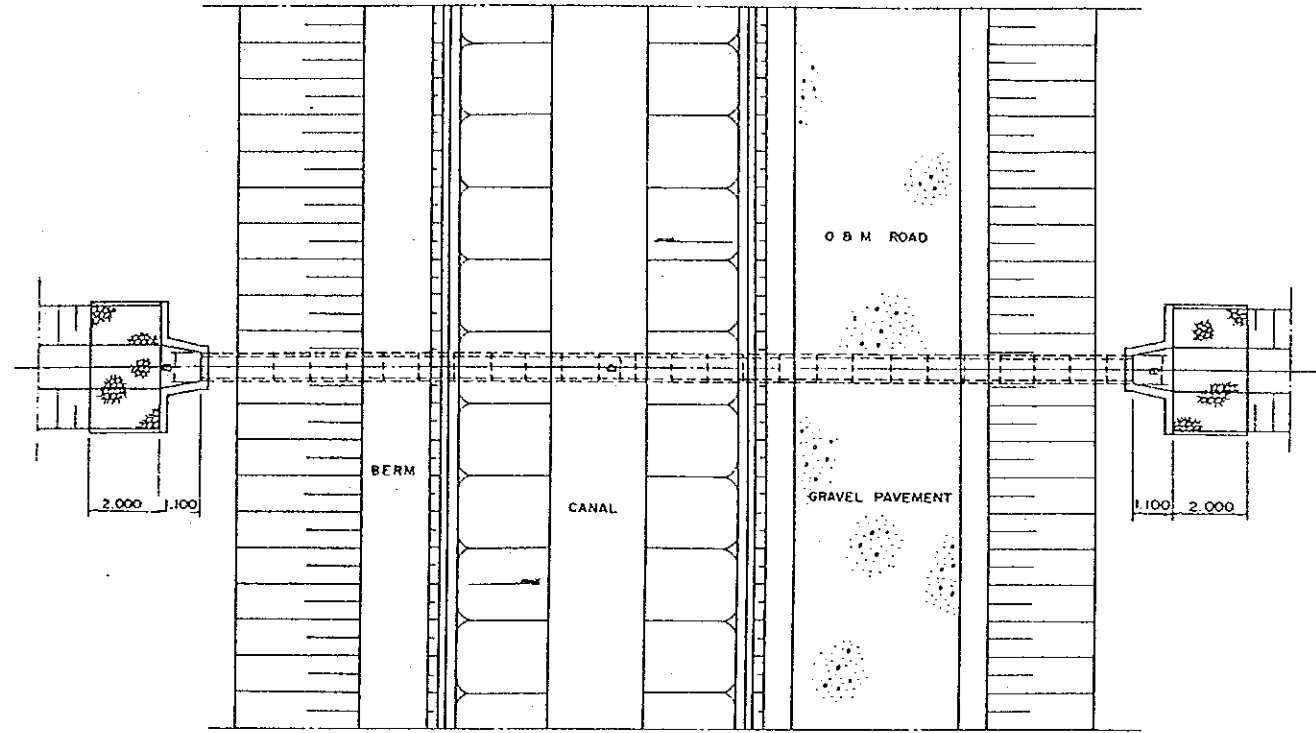 O & M ROAD
BERM
GRAVEL PAVEMENT
CANAL
2.000 1.100
1.100 2.000
D